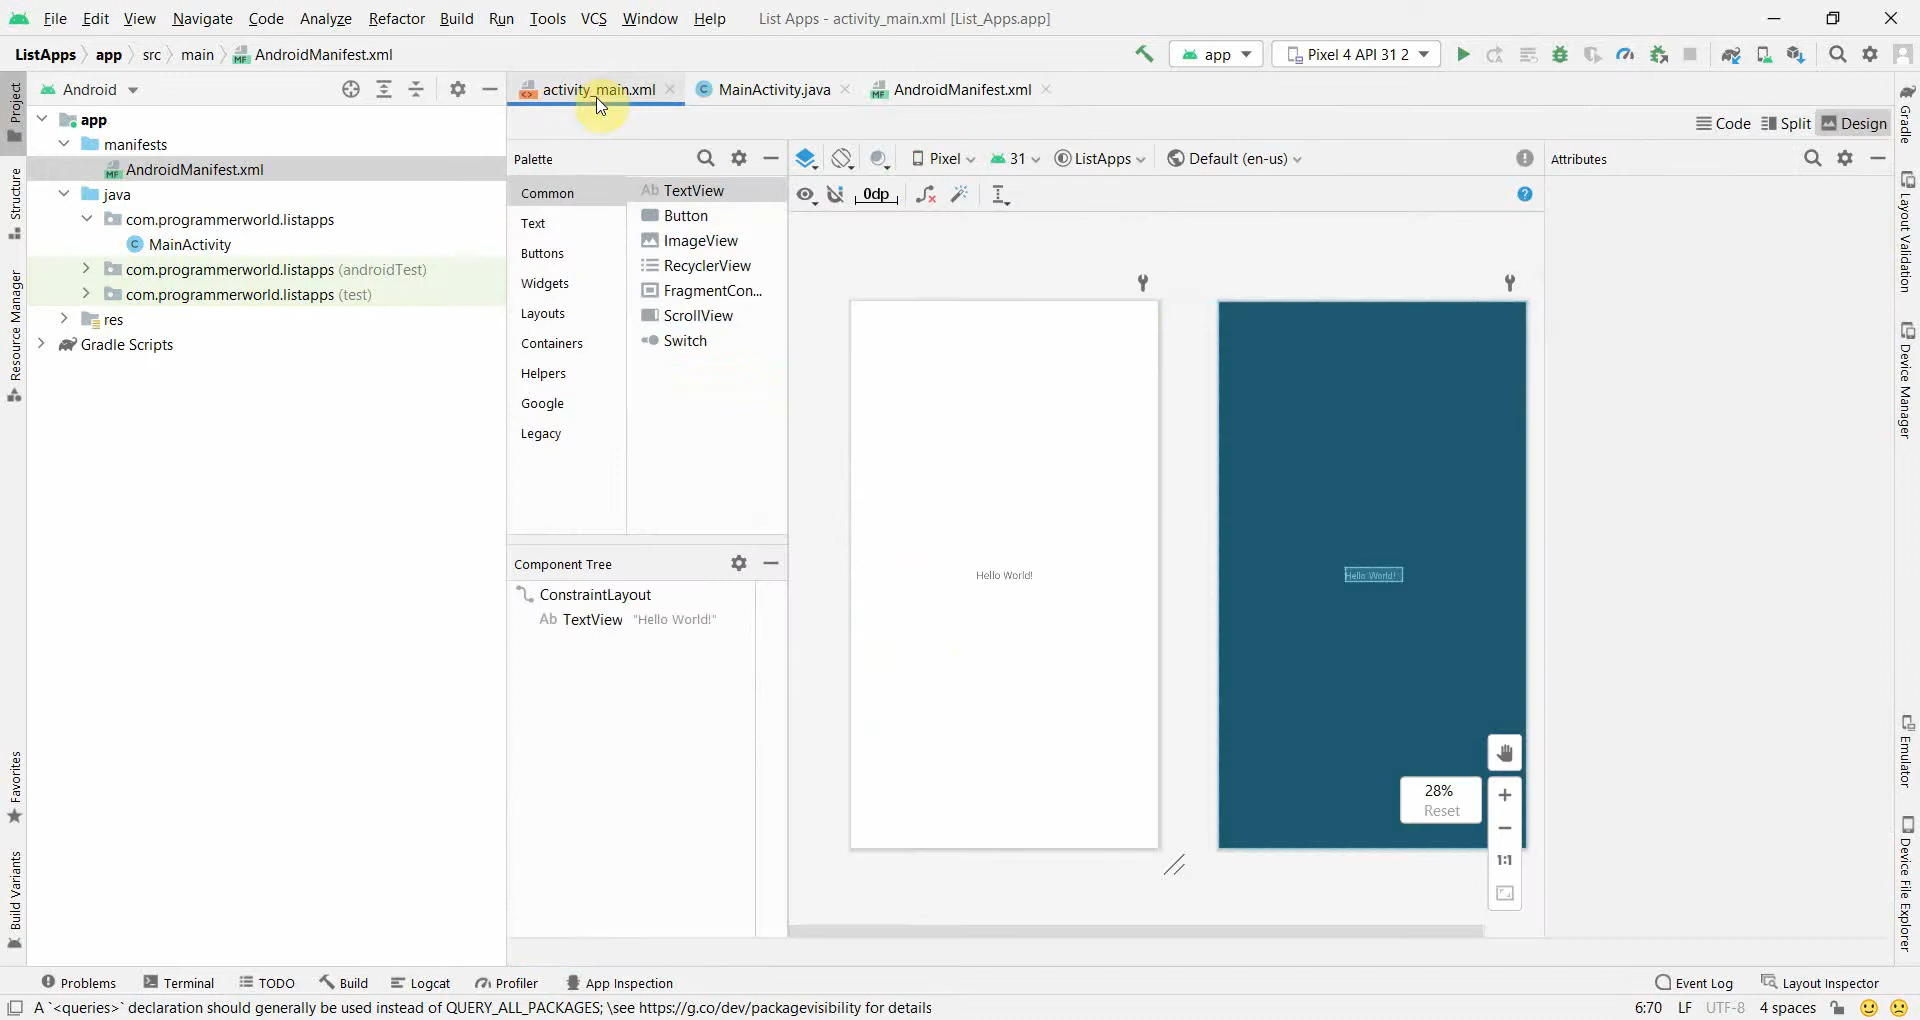 File Edit View Navigate Code Analyze Refactor Build Run Tools VCS Window Help List Apps - activity_main.xml [List_Apps.app]
ListApps app src main AndroidManifest.xml app Pixel 4 API 31 2
Android activity_main.xml MainActivity.java AndroidManifest.xml
Code Split Design
app
manifests
AndroidManifest.xml
java
com.programmerworld.listapps
MainActivity
com.programmerworld.listapps (androidTest)
com.programmerworld.listapps (test)
res
Gradle Scripts
Palette
Common
Text
Buttons
Widgets
Layouts
Containers
Helpers
Google
Legacy
TextView
Ab
Button
ImageView
RecyclerView
FragmentCon...
ScrollView
Switch
Pixel 31 ListApps Default (en-us)
0dp
Attributes
Hello World!
Hello World!
28%
Reset
1:1
Component Tree
ConstraintLayout
Ab TextView "Hello World!"
Project
Structure
Resource Manager
Favorites
Build Variants
Gradle
Layout Validation
Device Manager
Emulator
Device File Explorer
Problems Terminal TODO Build Logcat Profiler App Inspection Event Log Layout Inspector
A `<queries>` declaration should generally be used instead of QUERY_ALL_PACKAGES; \see https://g.co/dev/packagevisibility for details 6:70 LF UTF-8 4 spaces